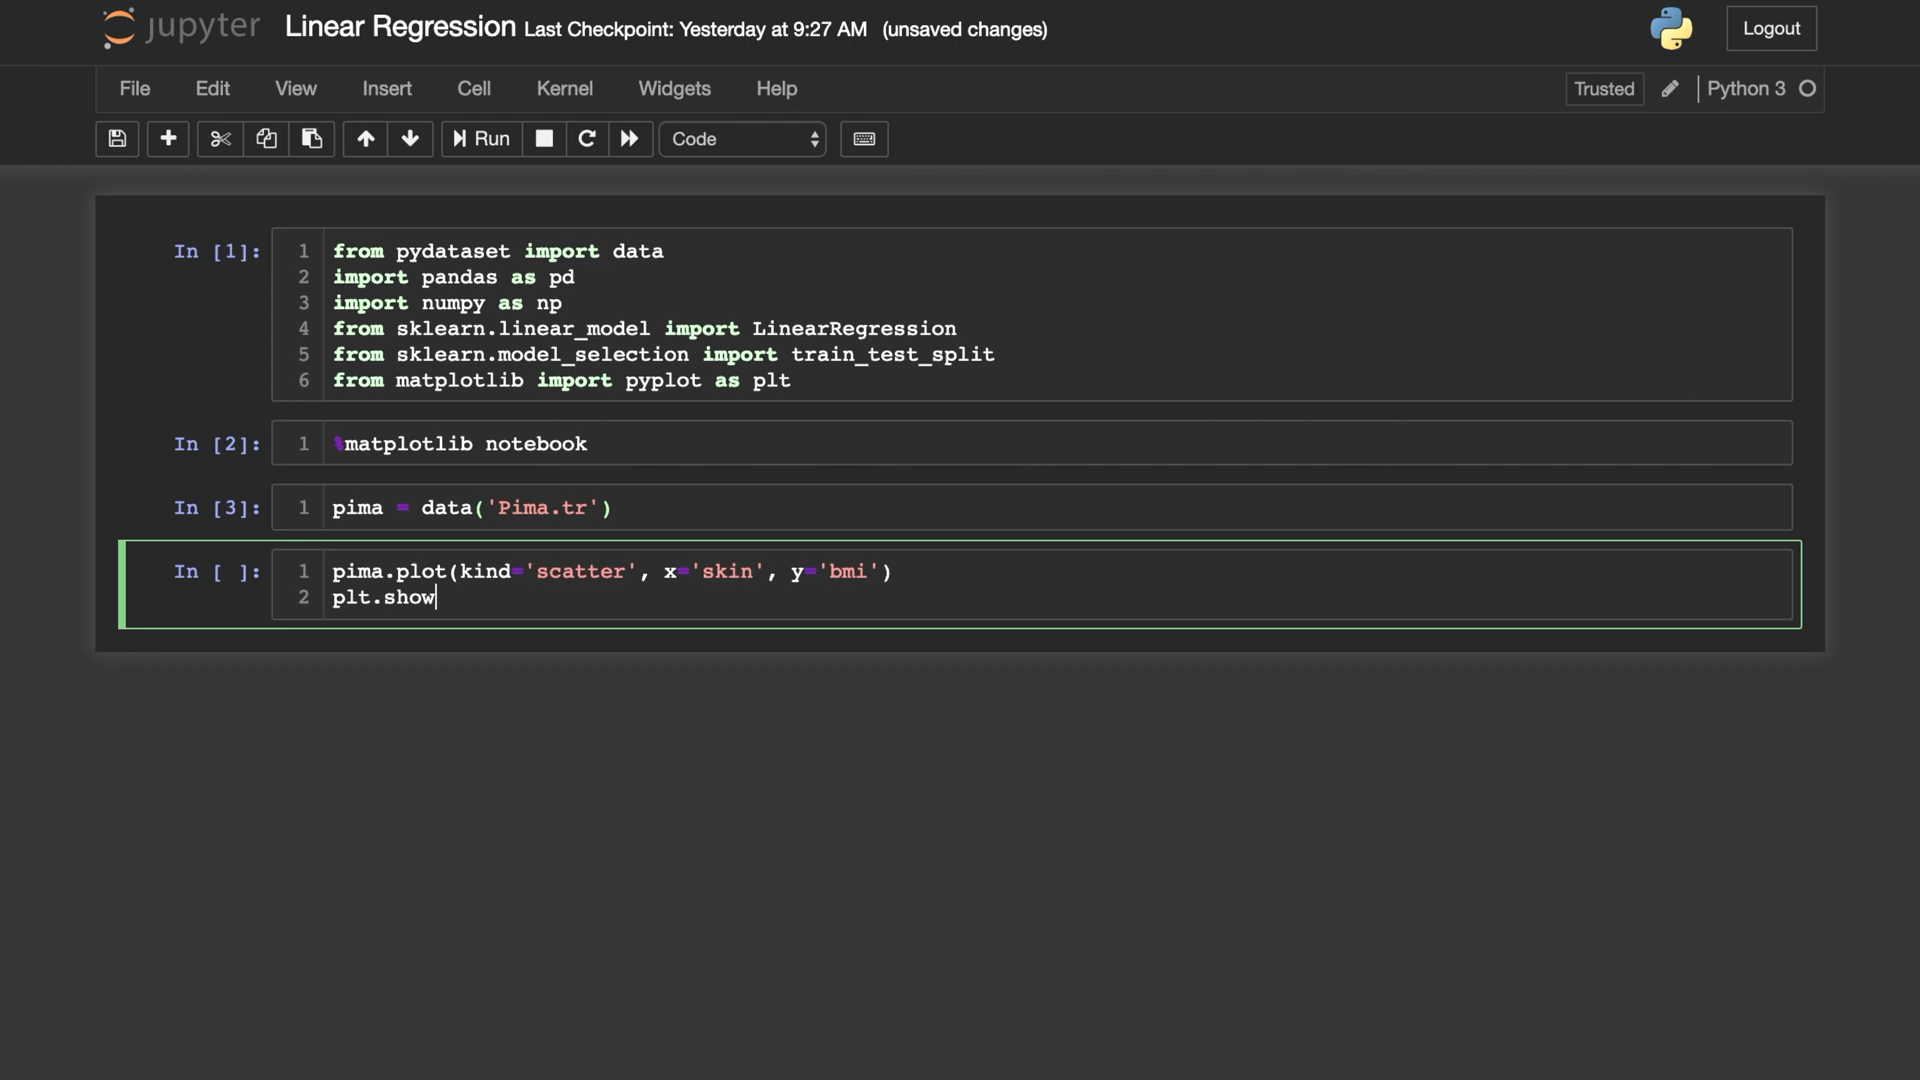 jupyter Linear Regression Last Checkpoint: Yesterday at 9:27 AM (unsaved changes) Logout
File Edit View Insert Cell Kernel Widgets Help Trusted Python 3
Run Code
In [1]:
1 from pydataset import data
2 import pandas as pd
3 import numpy as np
4 from sklearn.linear_model import LinearRegression
5 from sklearn.model_selection import train_test_split
6 from matplotlib import pyplot as plt
In [2]:
1 %matplotlib notebook
In [3]:
1 pima = data('Pima.tr')
In [ ]:
1 pima.plot(kind='scatter', x='skin', y='bmi')
2 plt.show